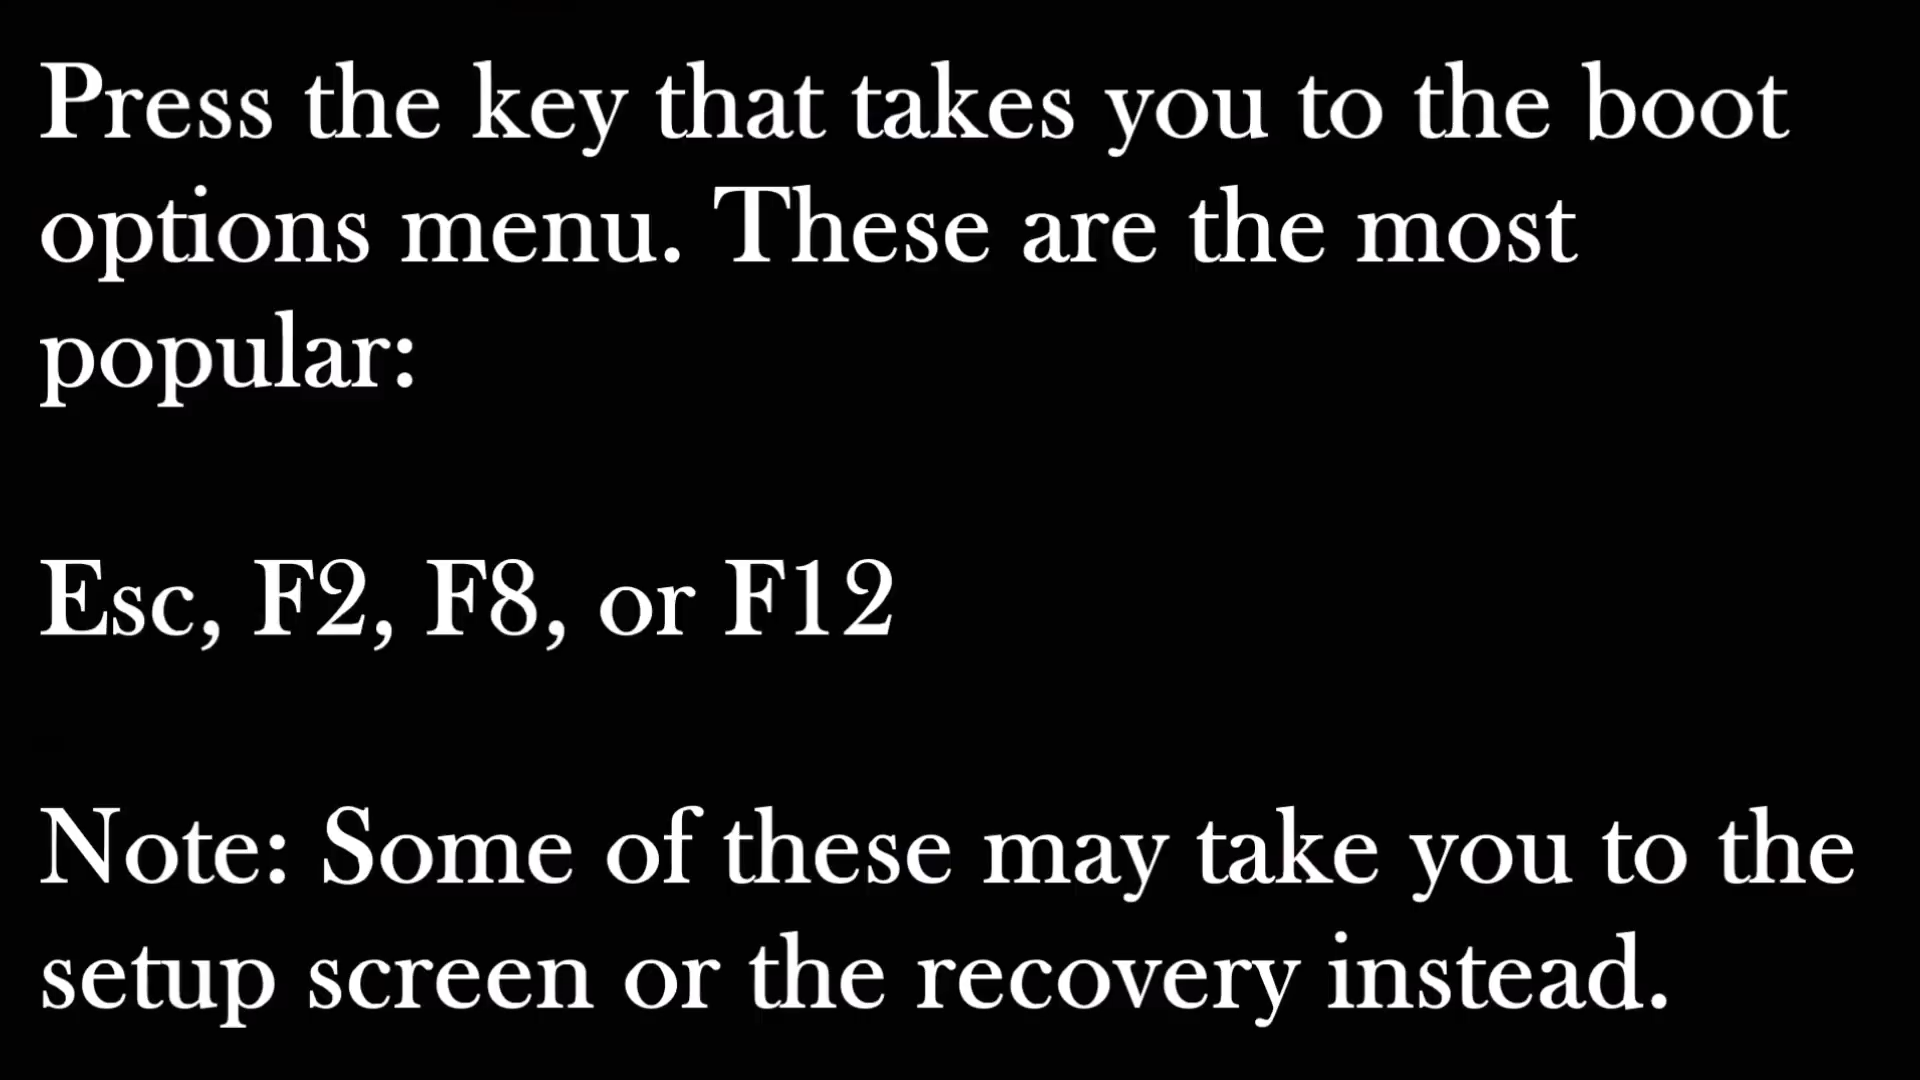 Press the key that takes you to the boot
options menu. These are the most
popular:
Esc, F2, F8, or F12
Note: Some of these may take you to the
setup screen or the recovery instead.